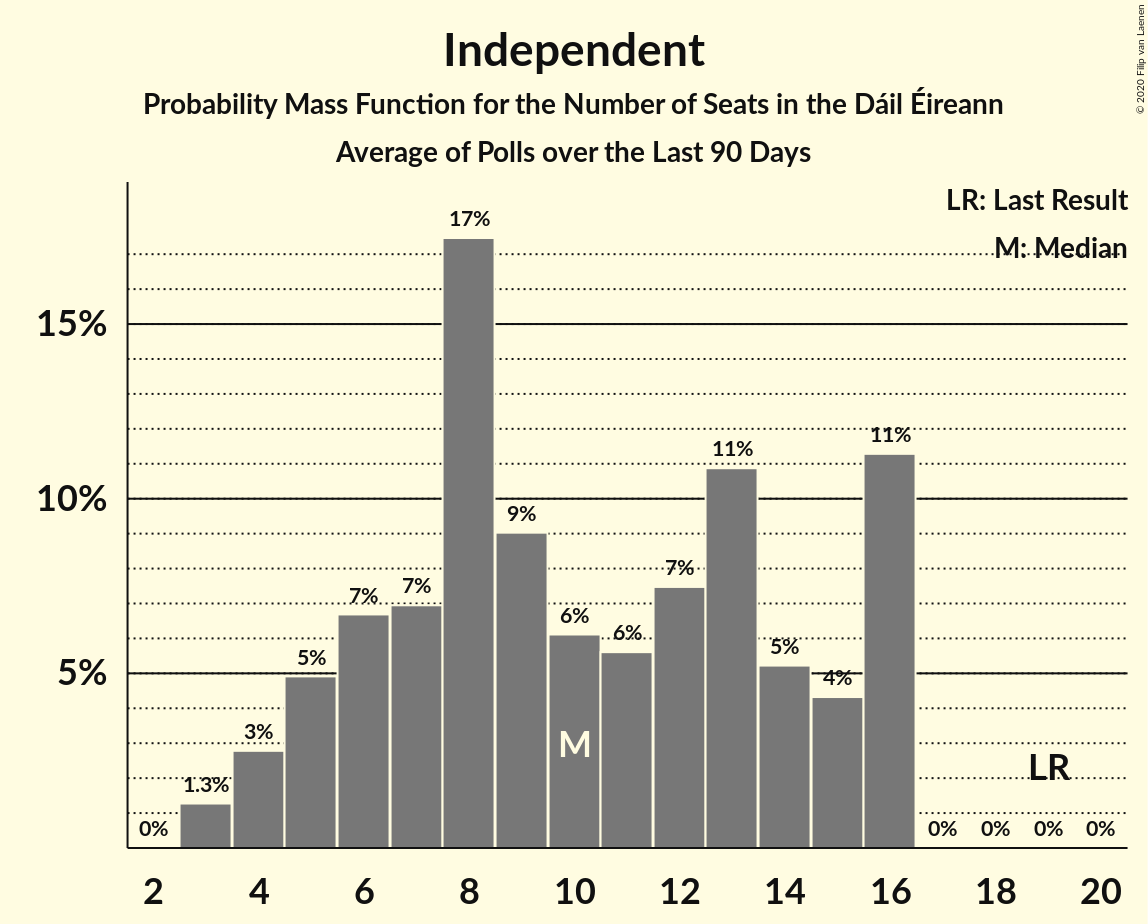 Independent
Probability Mass Function for the Number of Seats in the Dáil Éireann
Average of Polls over the Last 90 Days
© 2020 Filip van Laenen
LR: Last Result
M: Median
15%
10%
5%
0%
1.3%
3%
5%
7%
7%
17%
9%
6%
6%
7%
11%
5%
4%
11%
0%
0%
0%
0%
M
LR
2 4 6 8 10 12 14 16 18 20